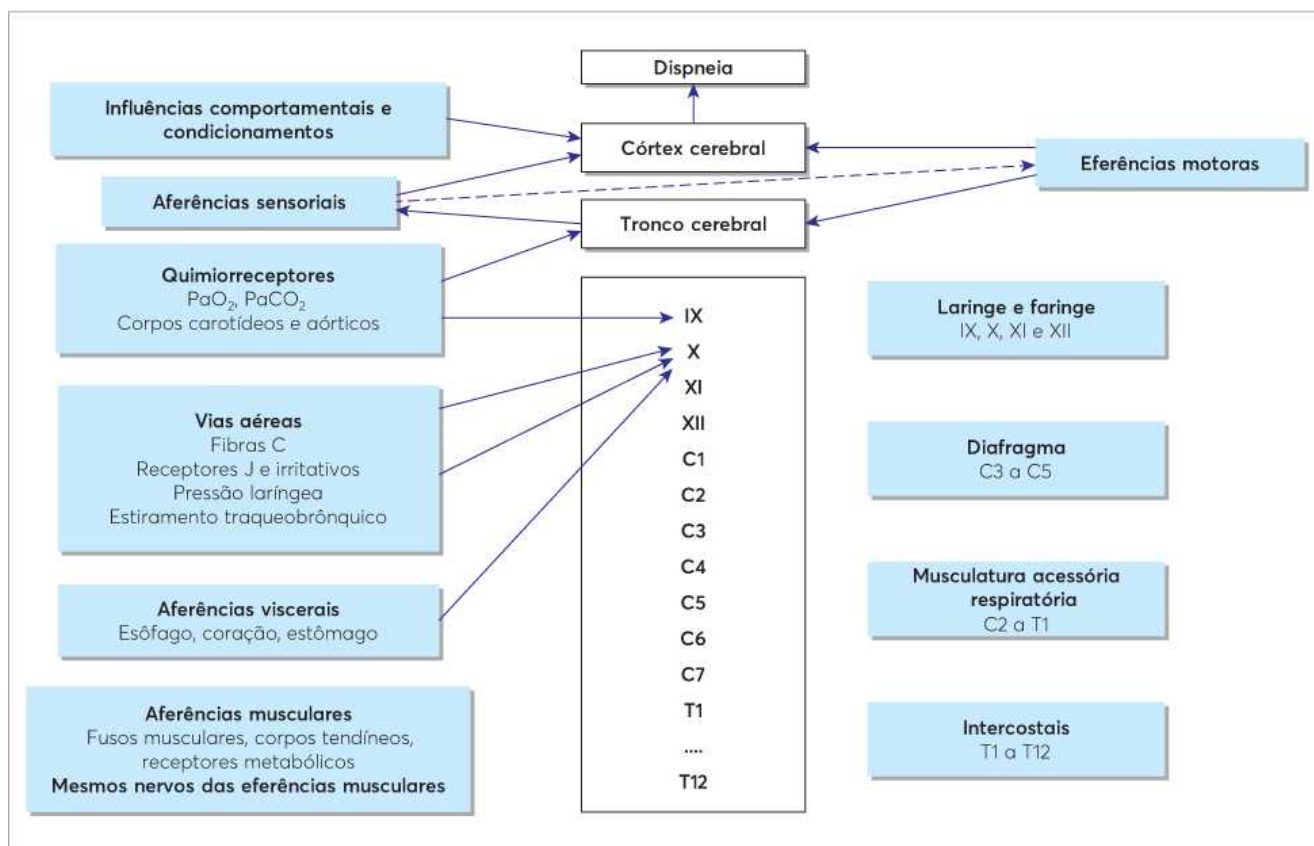 Dispneia
Influências comportamentais e
condicionamentos
Córtex cerebral
Eferências motoras
Aferências sensoriais
Tronco cerebral
Quimiorreceptores
PaO₂, PaCO₂
Corpos carotídeos e aórticos
Vias aéreas
Fibras C
Receptores J e irritativos
Pressão laríngea
Estiramento traqueobrônquico
Aferências viscerais
Esôfago, coração, estômago
Aferências musculares
Fusos musculares, corpos tendíneos,
receptores metabólicos
Mesmos nervos das eferências musculares
IX
X
XI
XII
C1
C2
C3
C4
C5
C6
C7
T1
....
T12
Laringe e faringe
IX, X, XI e XII
Diafragma
C3 a C5
Musculatura acessória
respiratória
C2 a T1
Intercostais
T1 a T12